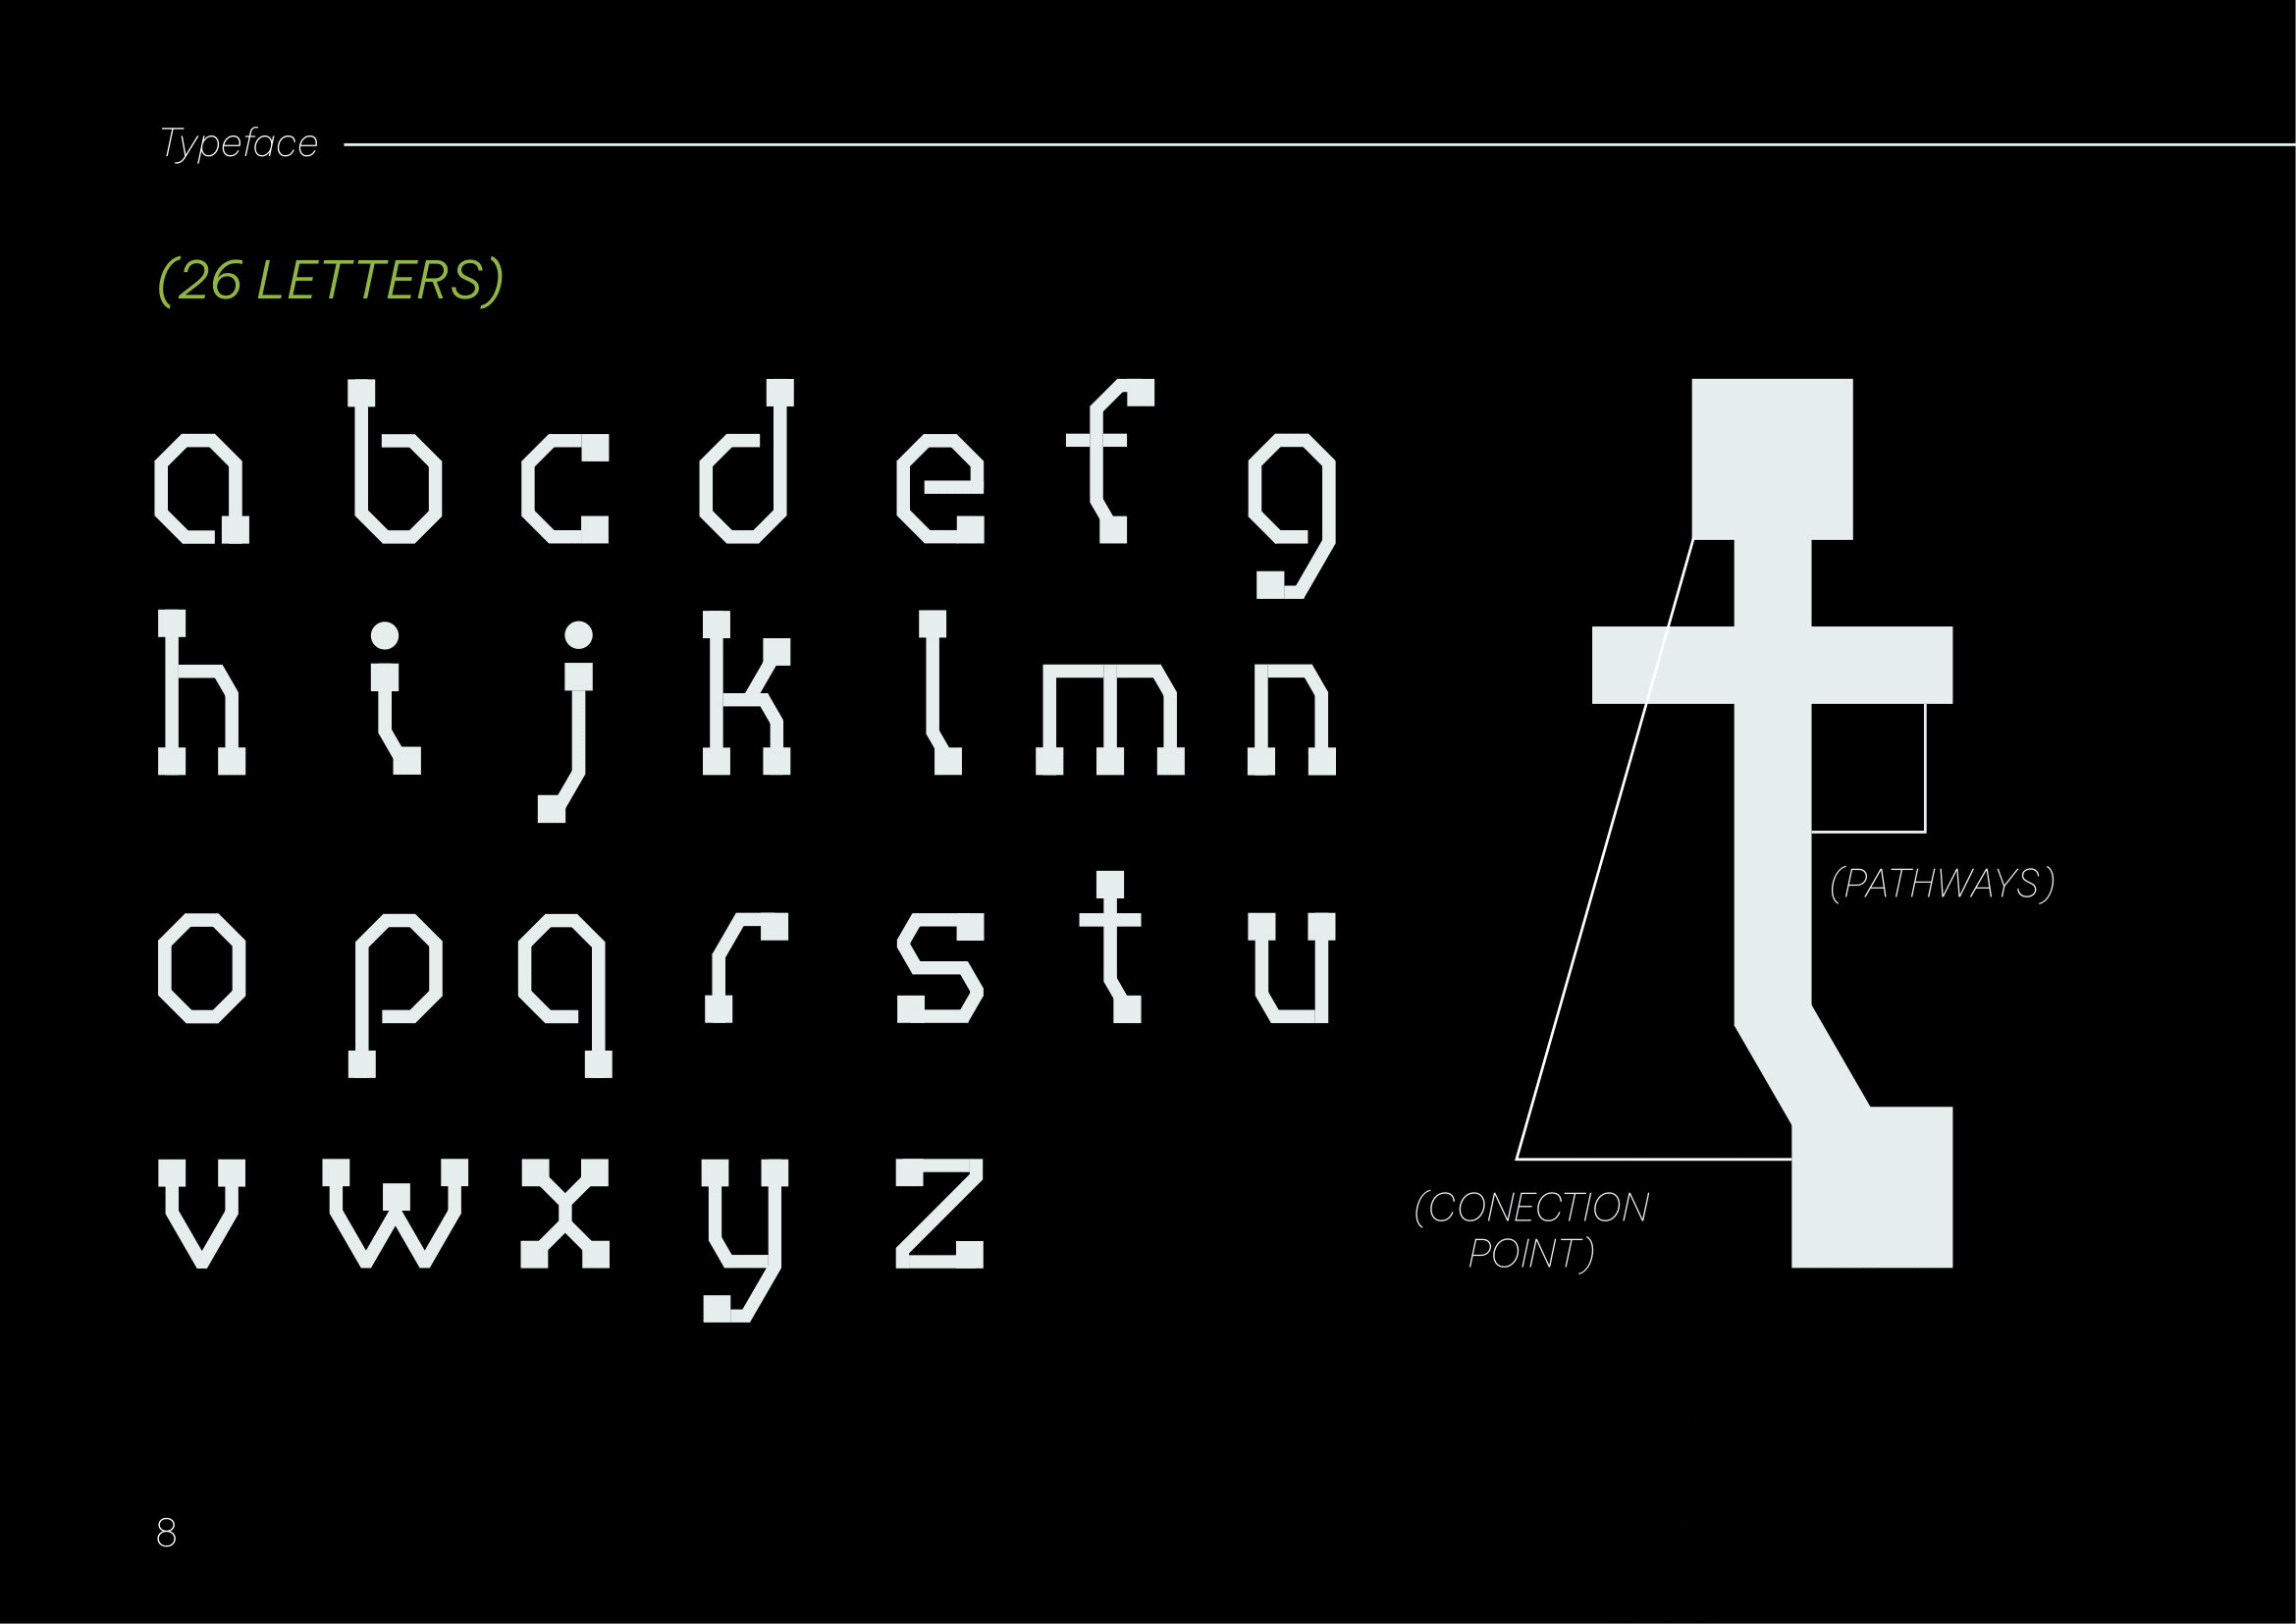 Typeface
(26 LETTERS)
a b c d e f g
h i j k l m n
o p q r s t u
v w x y z
t
(PATHWAYS)
(CONECTION
POINT)
8